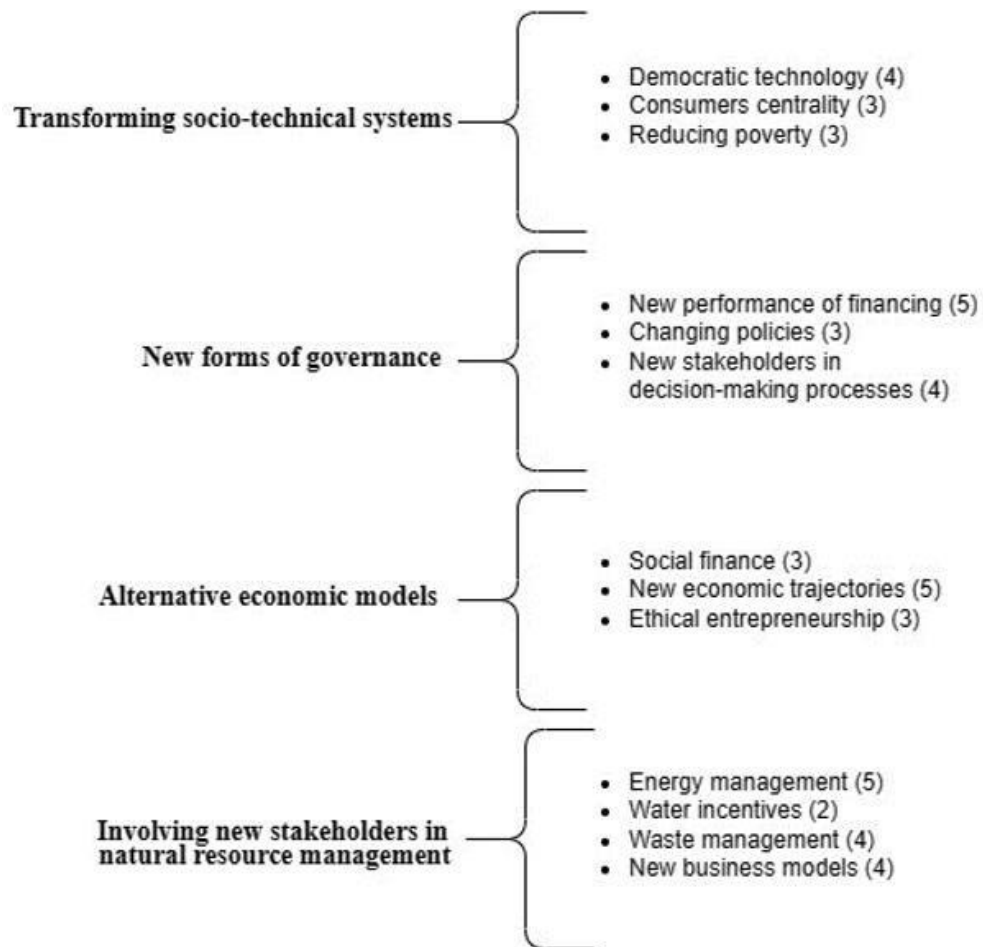 Transforming socio-technical systems
• Democratic technology (4)
• Consumers centrality (3)
• Reducing poverty (3)
New forms of governance
• New performance of financing (5)
• Changing policies (3)
• New stakeholders in
decision-making processes (4)
Alternative economic models
• Social finance (3)
• New economic trajectories (5)
• Ethical entrepreneurship (3)
Involving new stakeholders in
natural resource management
• Energy management (5)
• Water incentives (2)
• Waste management (4)
• New business models (4)